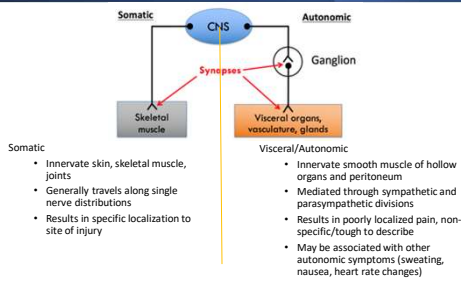 Somatic
Autonomic
CNS
Ganglion
Synapses
Skeletal
muscle
Visceral organs,
vasculature, glands
Somatic
• Innervate skin, skeletal muscle,
joints
• Generally travels along single
nerve distributions
• Results in specific localization to
site of injury
Visceral/Autonomic
• Innervate smooth muscle of hollow
organs and peritoneum
• Mediated through sympathetic and
parasympathetic divisions
• Results in poorly localized pain, non-
specific/tough to describe
• May be associated with other
autonomic symptoms (sweating,
nausea, heart rate changes)